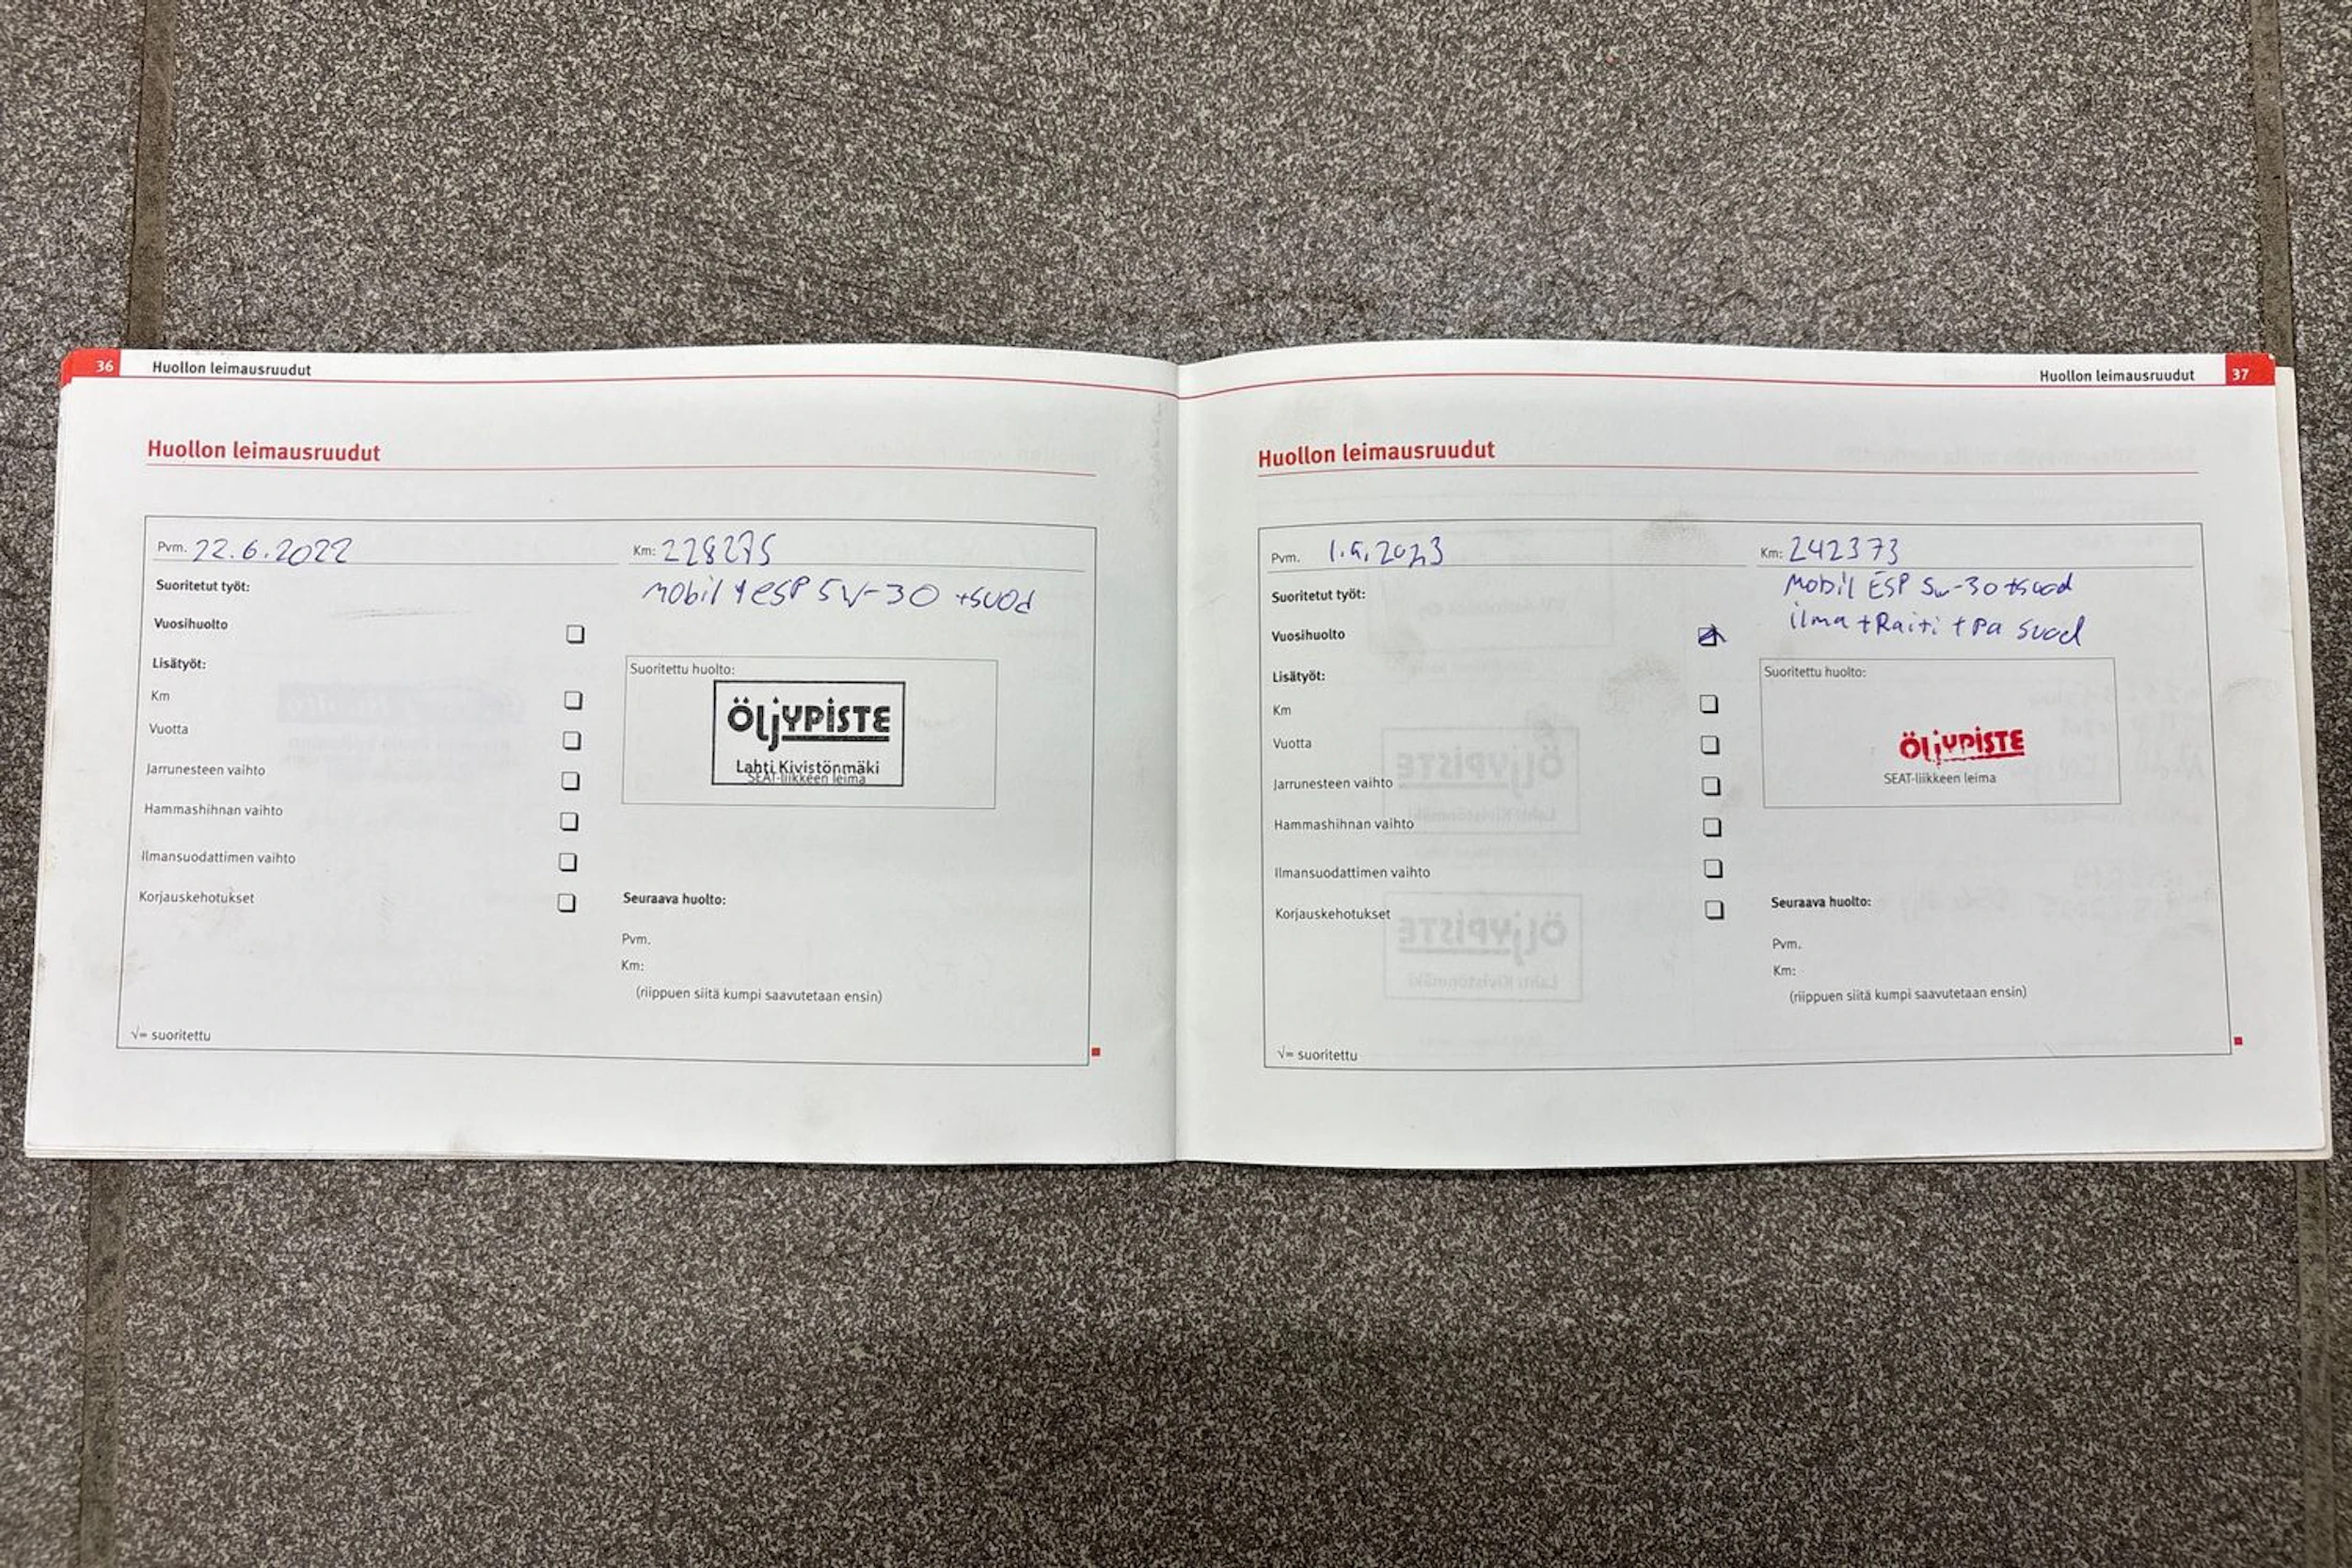 36 Huollon leimausruudut
Huollon leimausruudut
Pvm. 22.6.2022
Km: 228275
Suoritetut työt:
mobil 1 ESP 5W-30 +suod
Vuosihuolto
Lisätyöt:
Km
Vuotta
Jarrunesteen vaihto
Hammashihnan vaihto
Ilmansuodattimen vaihto
Korjauskehotukset
Suoritettu huolto:
ÖLJYPISTE
Lahti Kivistönmäki
SEAT-liikkeen leima
Seuraava huolto:
Pvm.
Km:
(riippuen siitä kumpi saavutetaan ensin)
√= suoritettu
Huollon leimausruudut 37
Huollon leimausruudut
Pvm.
Km: 242373
Suoritetut työt:
Mobil ESP 5w-30 +suod
ilma + Raiti + Pa suod
Vuosihuolto
Lisätyöt:
Km
Vuotta
Jarrunesteen vaihto
Hammashihnan vaihto
Ilmansuodattimen vaihto
Korjauskehotukset
Suoritettu huolto:
ÖLJYPISTE
SEAT-liikkeen leima
Seuraava huolto:
Pvm.
Km:
(riippuen siitä kumpi saavutetaan ensin)
√= suoritettu